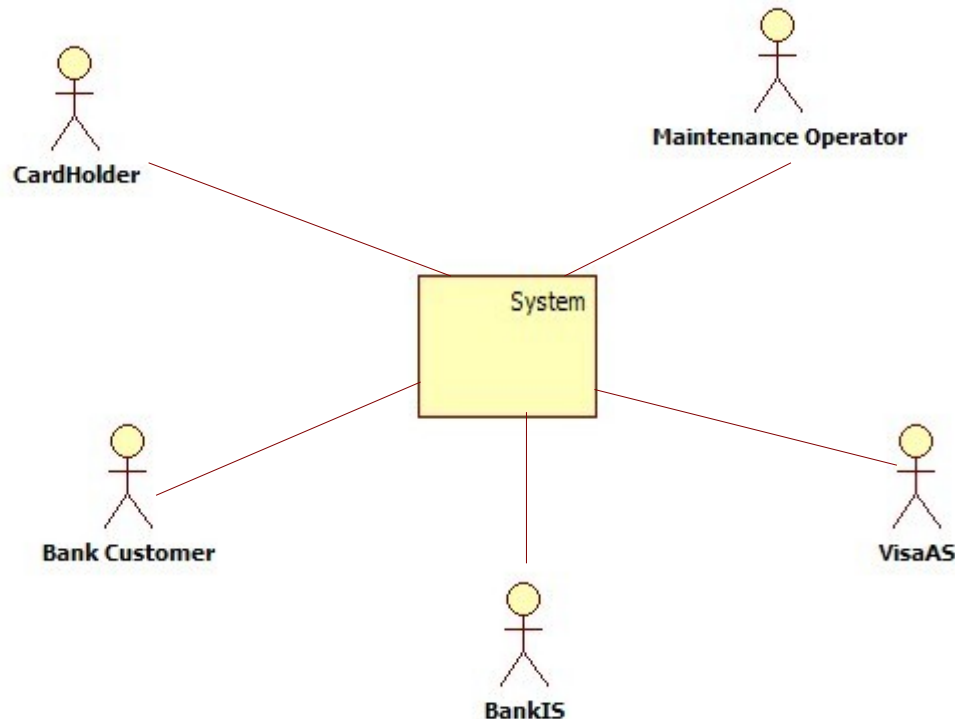 Maintenance Operator
CardHolder
System
Bank Customer
VisaAS
BankIS